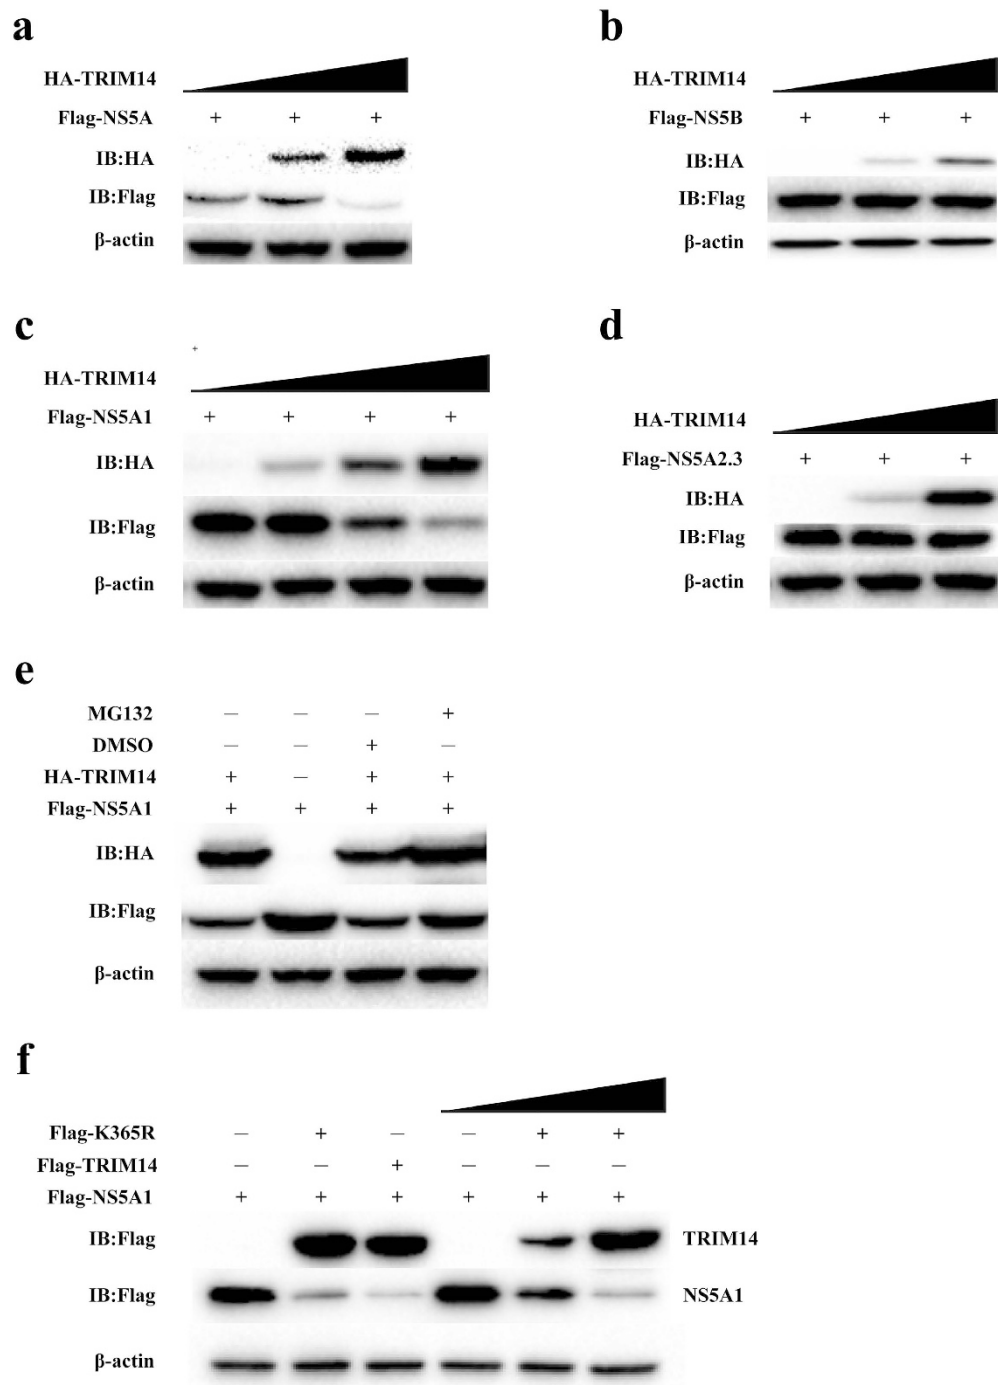 a
HA-TRIM14
Flag-NS5A + + +
IB:HA
IB:Flag
β-actin
b
HA-TRIM14
Flag-NS5B + + +
IB:HA
IB:Flag
β-actin
c
+
HA-TRIM14
Flag-NS5A1 + + + +
IB:HA
IB:Flag
β-actin
d
HA-TRIM14
Flag-NS5A2.3 + + +
IB:HA
IB:Flag
β-actin
e
MG132 — — — +
DMSO — — + —
HA-TRIM14 + — + +
Flag-NS5A1 + + + +
IB:HA
IB:Flag
β-actin
f
Flag-K365R — + — — + +
Flag-TRIM14 — — + — — —
Flag-NS5A1 + + + + + +
IB:Flag TRIM14
IB:Flag NS5A1
β-actin